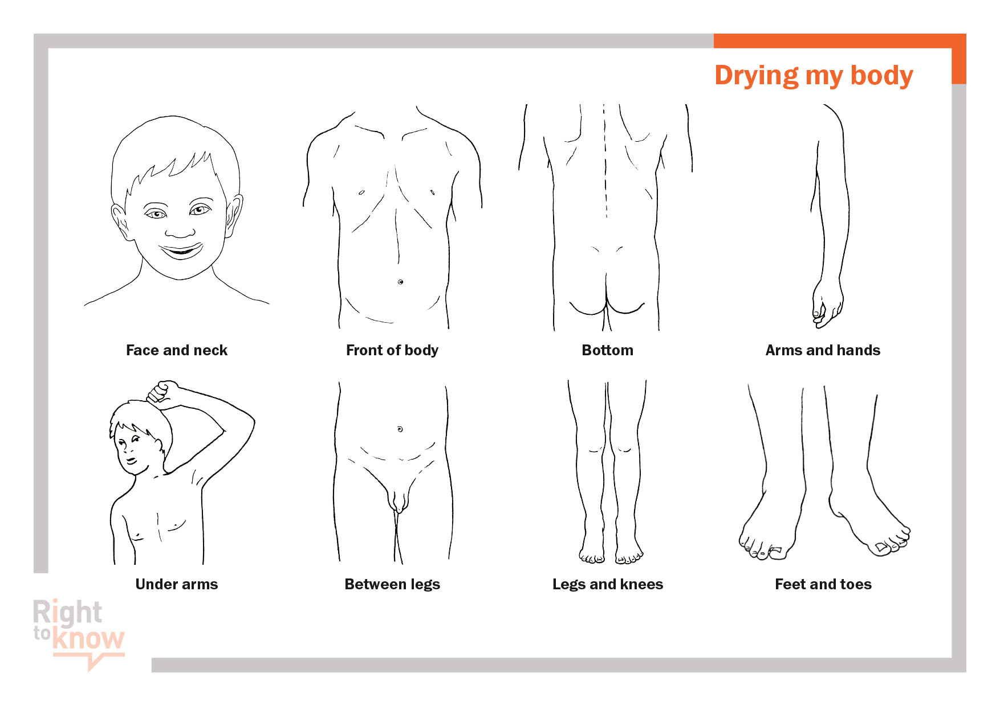 Drying my body
Face and neck
Front of body
Bottom
Arms and hands
Under arms
Between legs
Legs and knees
Feet and toes
Right
to know